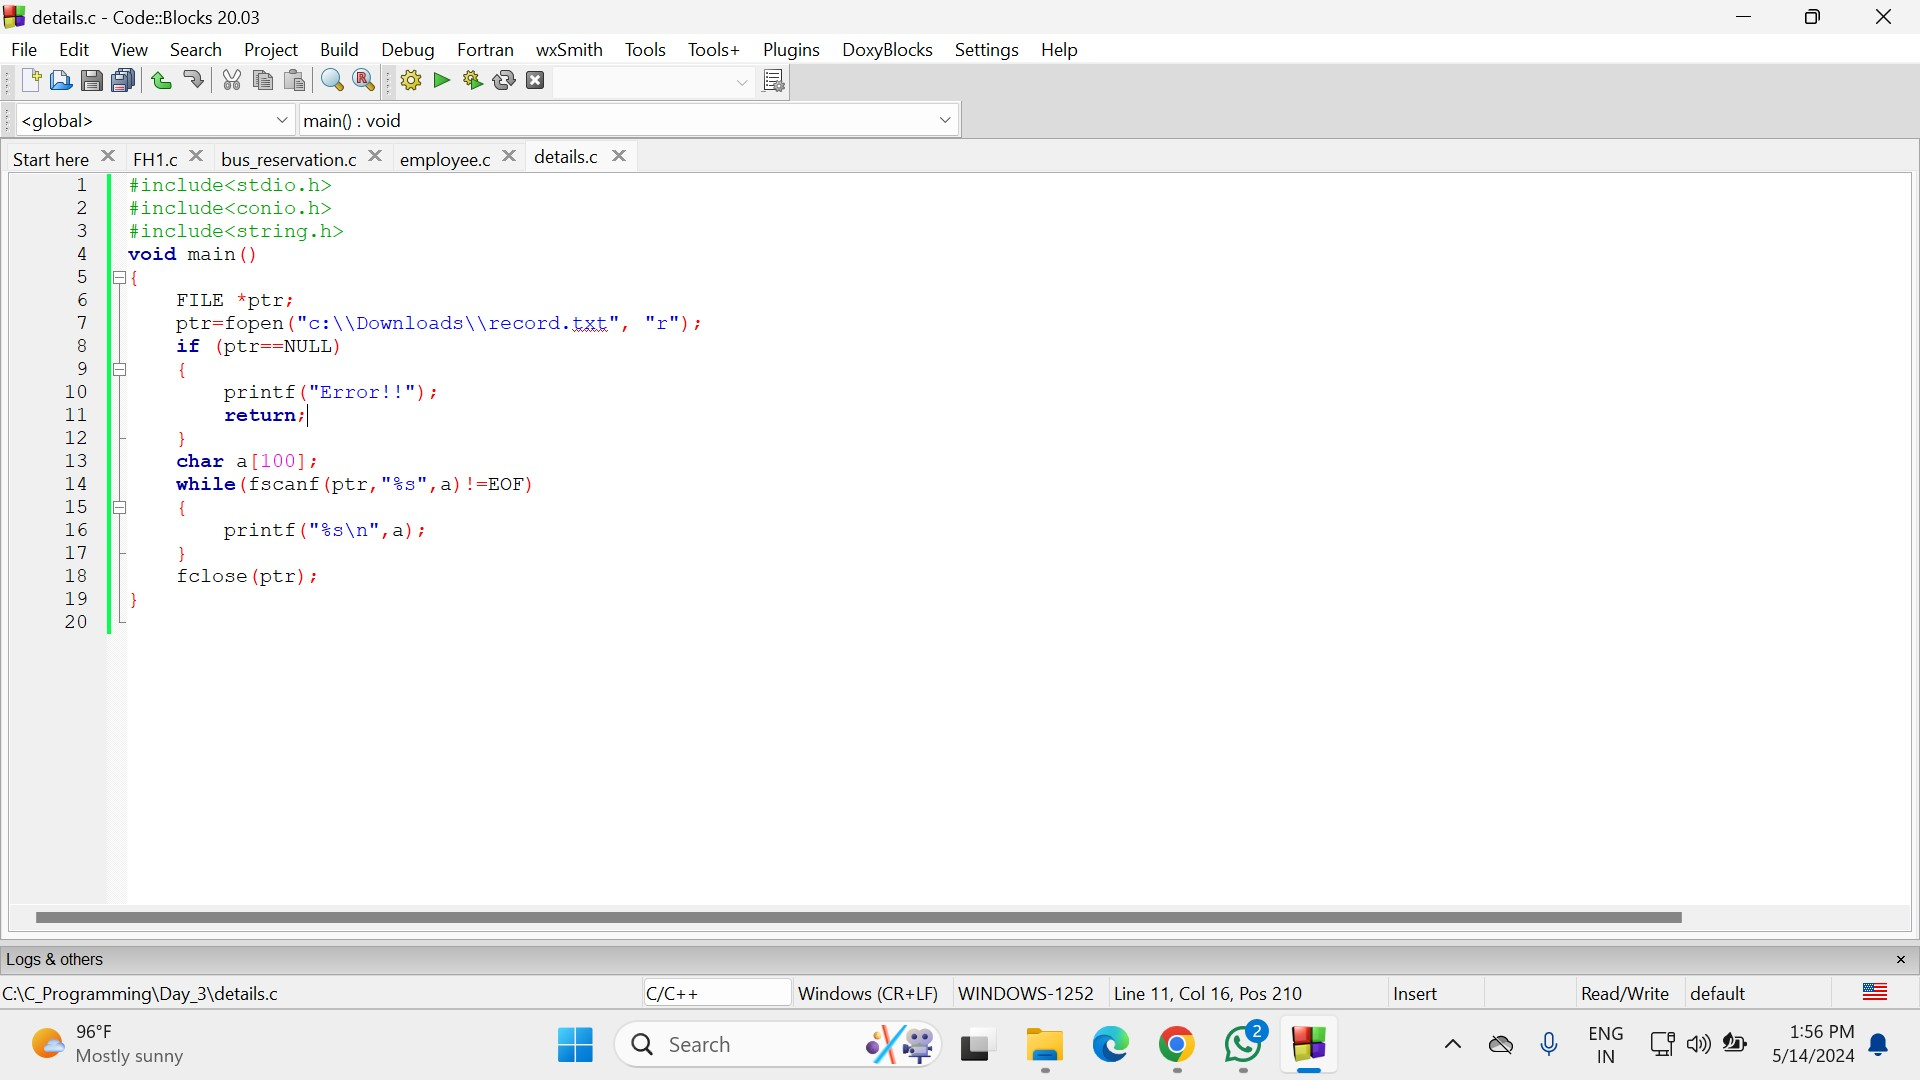 details.c - Code::Blocks 20.03
File Edit View Search Project Build Debug Fortran wxSmith Tools Tools+ Plugins DoxyBlocks Settings Help
<global> main() : void
Start here FH1.c bus_reservation.c employee.c details.c
1 #include<stdio.h>
2 #include<conio.h>
3 #include<string.h>
4 void main()
5 {
6 FILE *ptr;
7 ptr=fopen("c:\\Downloads\\record.txt", "r");
8 if (ptr==NULL)
9 {
10 printf("Error!!");
11 return;
12 }
13 char a[100];
14 while(fscanf(ptr,"%s",a)!=EOF)
15 {
16 printf("%s\n",a);
17 }
18 fclose(ptr);
19 }
20
Logs & others
C:\C_Programming\Day_3\details.c C/C++ Windows (CR+LF) WINDOWS-1252 Line 11, Col 16, Pos 210 Insert Read/Write default
96°F
Mostly sunny
Search
2
ENG
IN
1:56 PM
5/14/2024